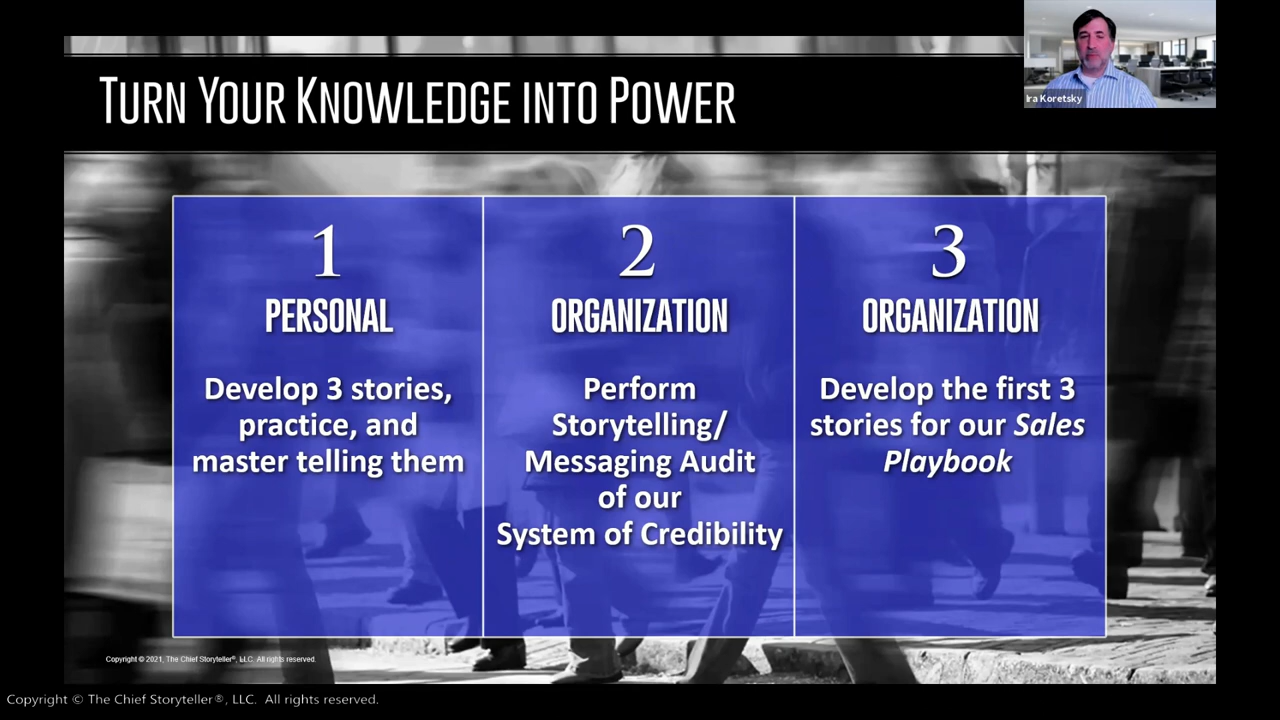 Turn Your Knowledge into Power
Ira Koretsky
1
PERSONAL
Develop 3 stories,
practice, and
master telling them
2
ORGANIZATION
Perform
Storytelling/
Messaging Audit
of our
System of Credibility
3
ORGANIZATION
Develop the first 3
stories for our Sales
Playbook
Copyright © 2021, The Chief Storyteller®, LLC. All rights reserved.
Copyright © The Chief Storyteller®, LLC. All rights reserved.